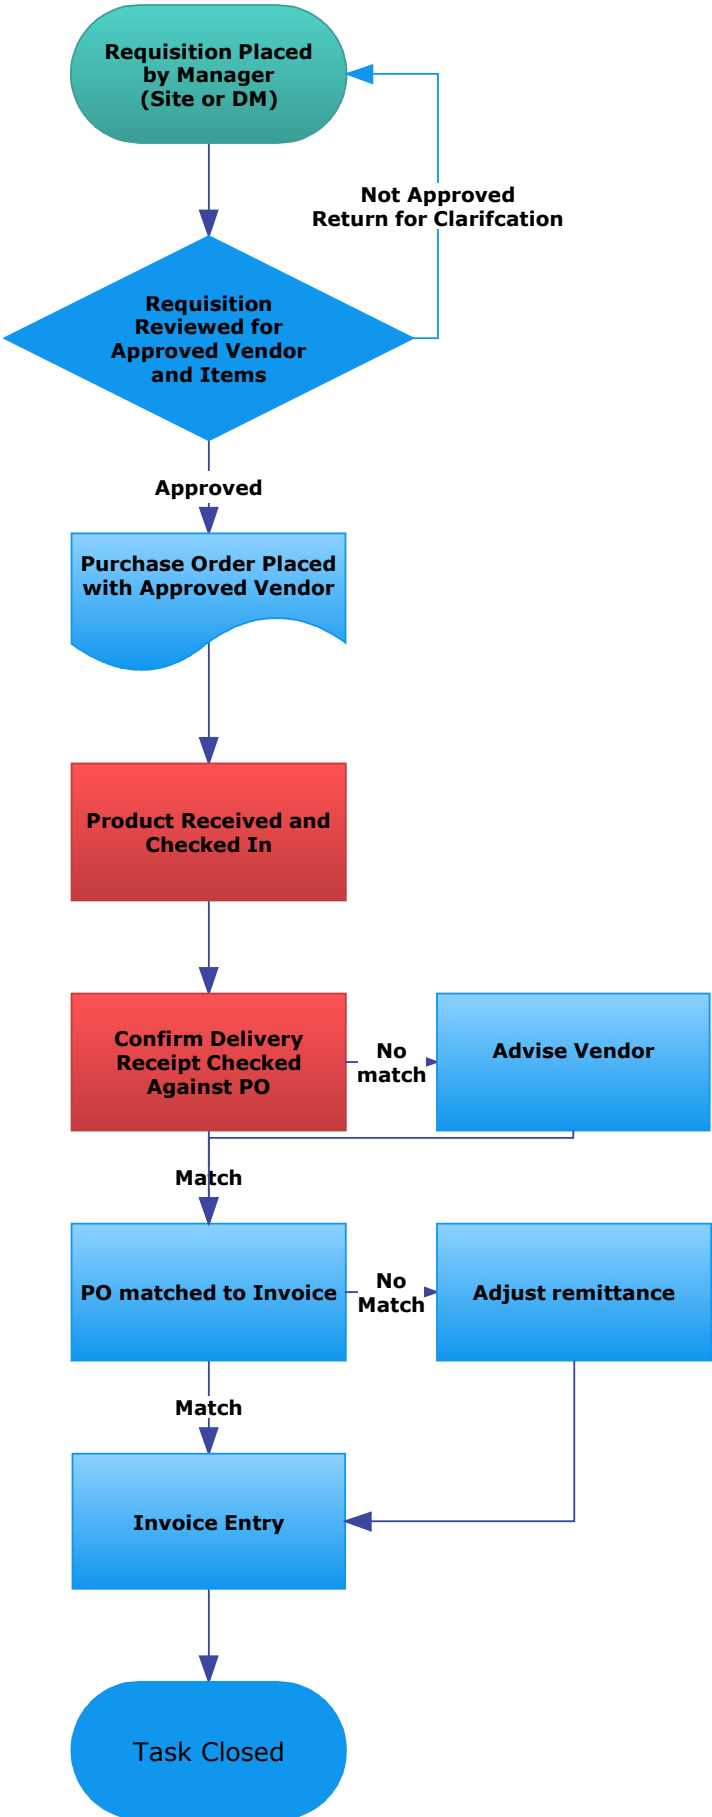 Requisition Placed
by Manager
(Site or DM)
Not Approved
Return for Clarifcation
Requisition
Reviewed for
Approved Vendor
and Items
Approved
Purchase Order Placed
with Approved Vendor
Product Received and
Checked In
Confirm Delivery
Receipt Checked
Against PO
No
match
Advise Vendor
Match
PO matched to Invoice
No
Match
Adjust remittance
Match
Invoice Entry
Task Closed